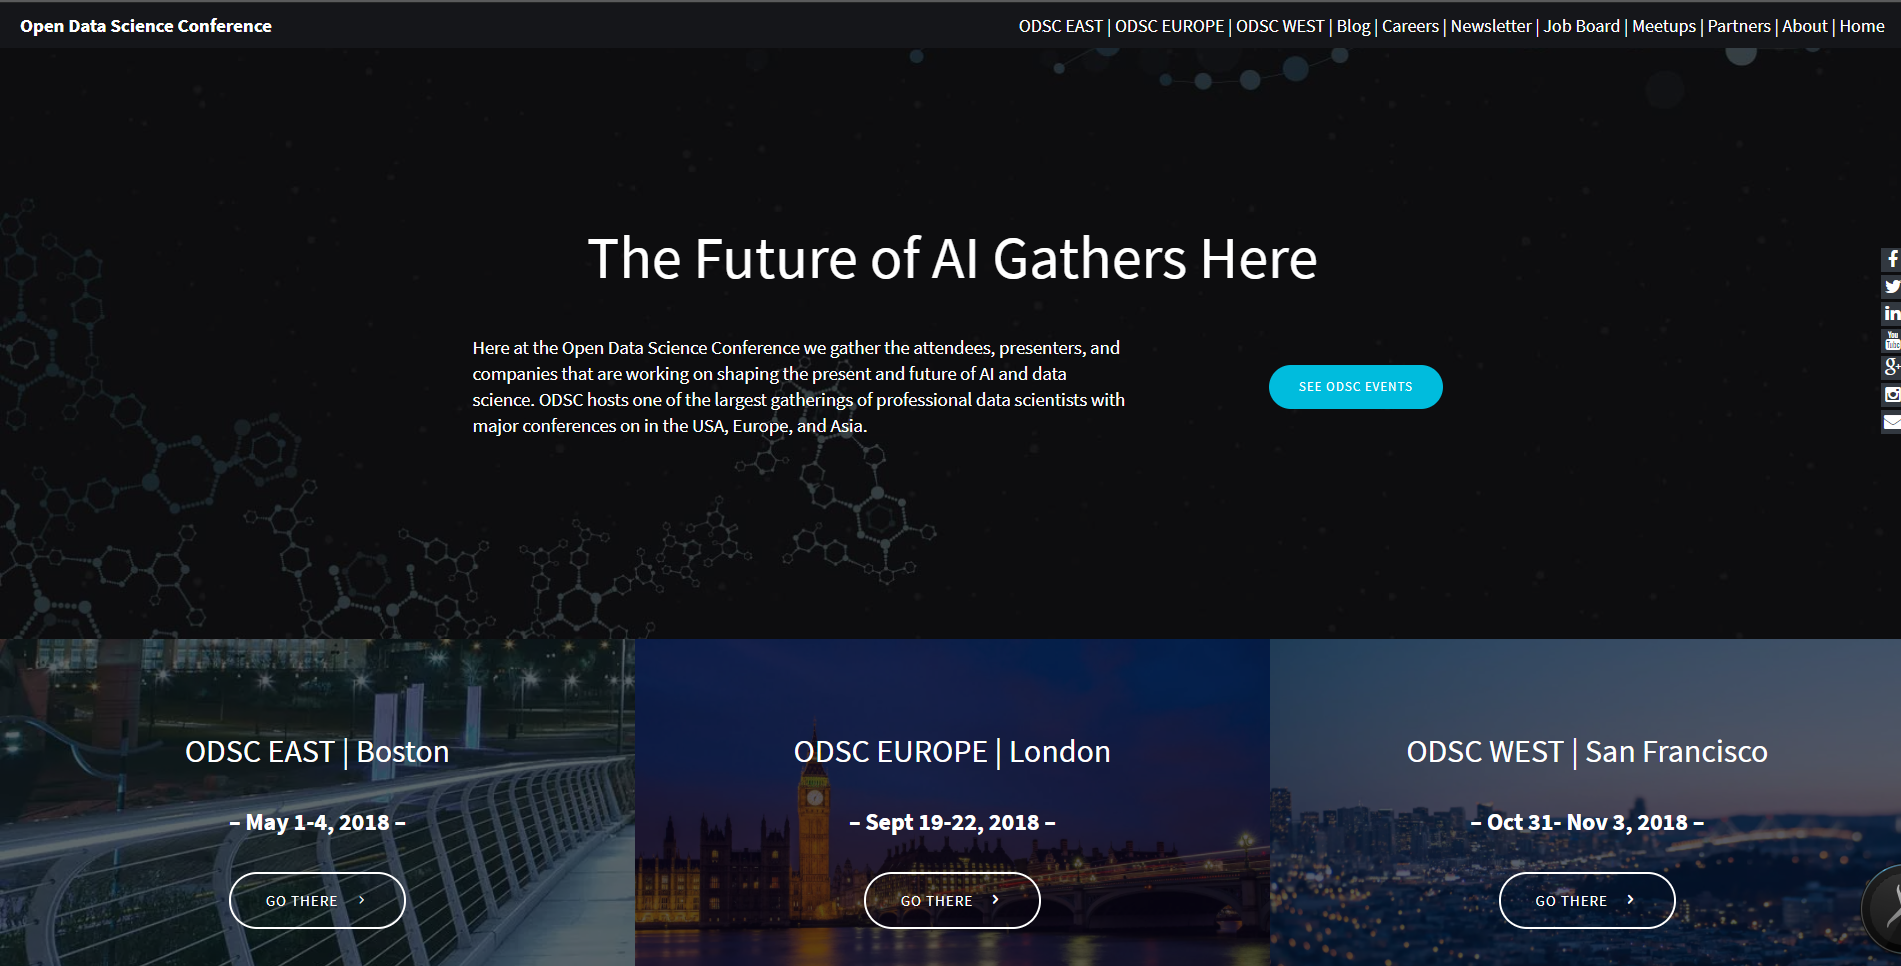 Open Data Science Conference
ODSC EAST | ODSC EUROPE | ODSC WEST | Blog | Careers | Newsletter | Job Board | Meetups | Partners | About | Home
The Future of AI Gathers Here
Here at the Open Data Science Conference we gather the attendees, presenters, and
companies that are working on shaping the present and future of AI and data
science. ODSC hosts one of the largest gatherings of professional data scientists with
major conferences on in the USA, Europe, and Asia.
SEE ODSC EVENTS
f
in
You Tube
g+
ODSC EAST | Boston
– May 1-4, 2018 –
GO THERE >
ODSC EUROPE | London
– Sept 19-22, 2018 –
GO THERE >
ODSC WEST | San Francisco
– Oct 31- Nov 3, 2018 –
GO THERE >